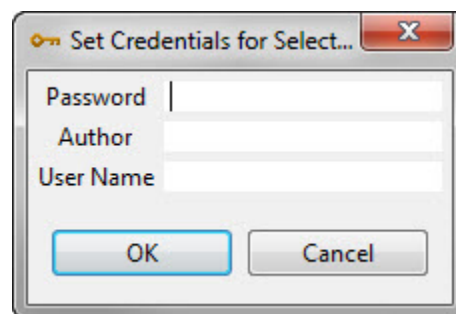 Set Credentials for Select...
Password
Author
User Name
OK
Cancel